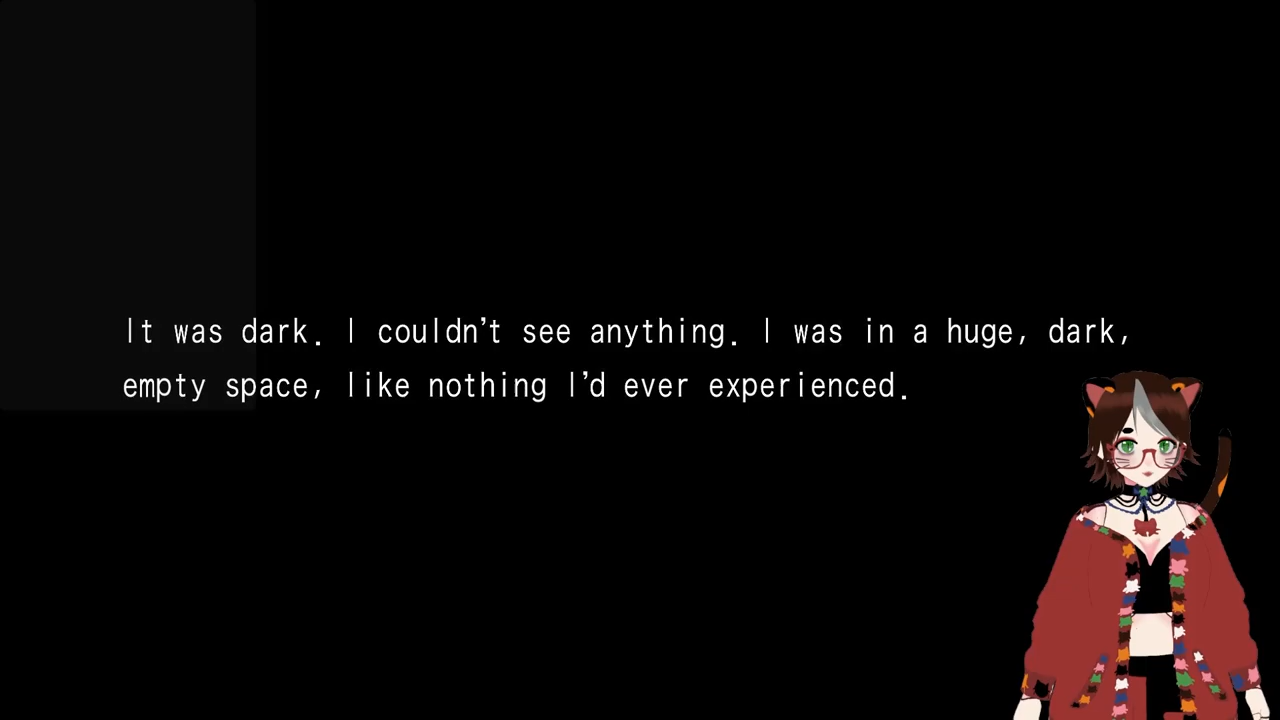 It was dark. I couldn't see anything. I was in a huge, dark,
empty space, like nothing I'd ever experienced.